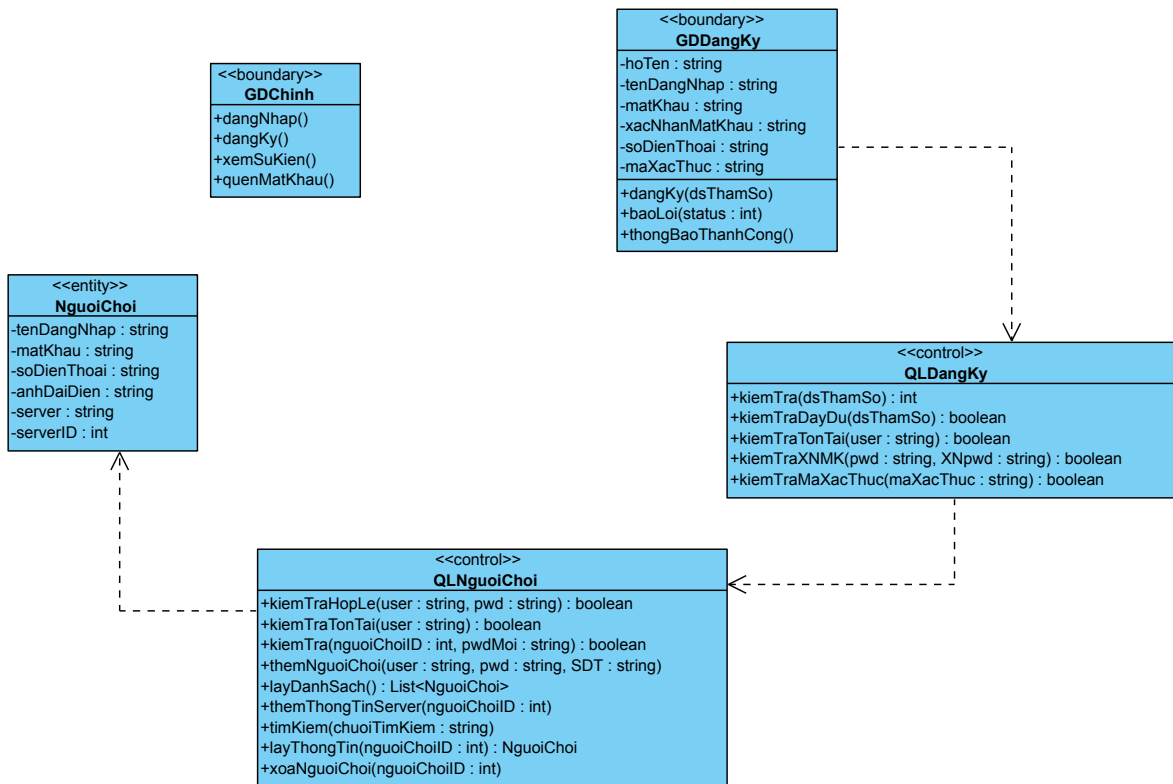 <<boundary>>
GDDangKy
-hoTen : string
-tenDangNhap : string
-matKhau : string
-xacNhanMatKhau : string
-soDienThoai : string
-maXacThuc : string
+dangKy(dsThamSo)
+baoLoi(status : int)
+thongBaoThanhCong()
<<boundary>>
GDChinh
+dangNhap()
+dangKy()
+xemSuKien()
+quenMatKhau()
<<entity>>
NguoiChoi
-tenDangNhap : string
-matKhau : string
-soDienThoai : string
-anhDaiDien : string
-server : string
-serverID : int
<<control>>
QLDangKy
+kiemTra(dsThamSo) : int
+kiemTraDayDu(dsThamSo) : boolean
+kiemTraTonTai(user : string) : boolean
+kiemTraXNMK(pwd : string, XNpwd : string) : boolean
+kiemTraMaXacThuc(maXacThuc : string) : boolean
<<control>>
QLNguoiChoi
+kiemTraHopLe(user : string, pwd : string) : boolean
+kiemTraTonTai(user : string) : boolean
+kiemTra(nguoiChoiID : int, pwdMoi : string) : boolean
+themNguoiChoi(user : string, pwd : string, SDT : string)
+layDanhSach() : List<NguoiChoi>
+themThongTinServer(nguoiChoiID : int)
+timKiem(chuoiTimKiem : string)
+layThongTin(nguoiChoiID : int) : NguoiChoi
+xoaNguoiChoi(nguoiChoiID : int)